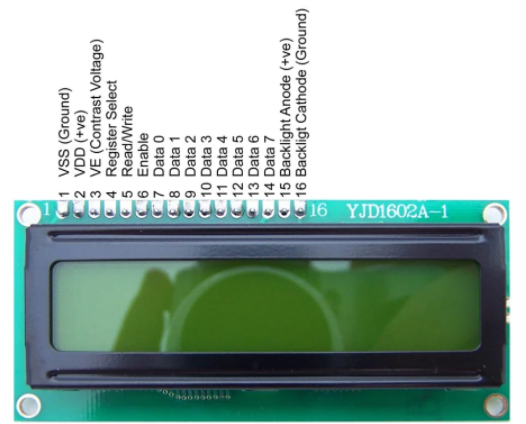 1 VSS (Ground)
2 VDD (+ve)
3 VE (Contrast Voltage)
4 Register Select
5 Read/Write
6 Enable
7 Data 0
8 Data 1
9 Data 2
10 Data 3
11 Data 4
12 Data 5
13 Data 6
14 Data 7
15 Backlight Anode (+ve)
16 Backligt Cathode (Ground)
1 16 YJD1602A-1